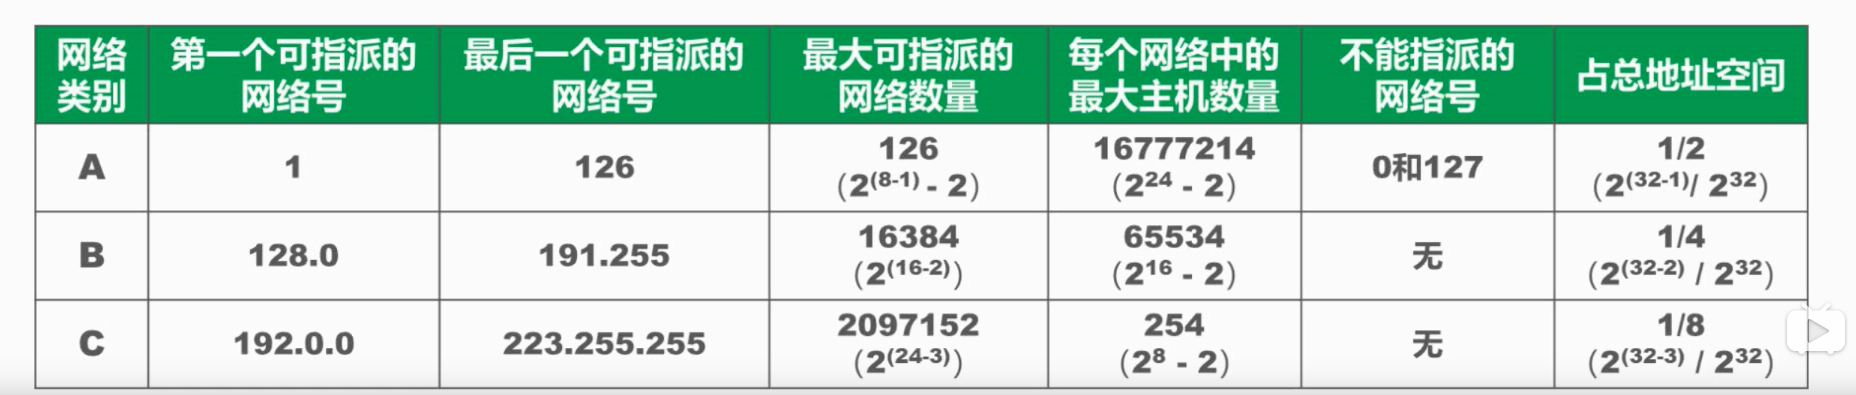 网络类别 第一个可指派的网络号 最后一个可指派的网络号 最大可指派的网络数量 每个网络中的最大主机数量 不能指派的网络号 占总地址空间
A 1 126 126 (2^(8-1) - 2) 16777214 (2^24 - 2) 0和127 1/2 (2^(32-1)/ 2^32)
B 128.0 191.255 16384 (2^(16-2)) 65534 (2^16 - 2) 无 1/4 (2^(32-2) / 2^32)
C 192.0.0 223.255.255 2097152 (2^(24-3)) 254 (2^8 - 2) 无 1/8 (2^(32-3) / 2^32)